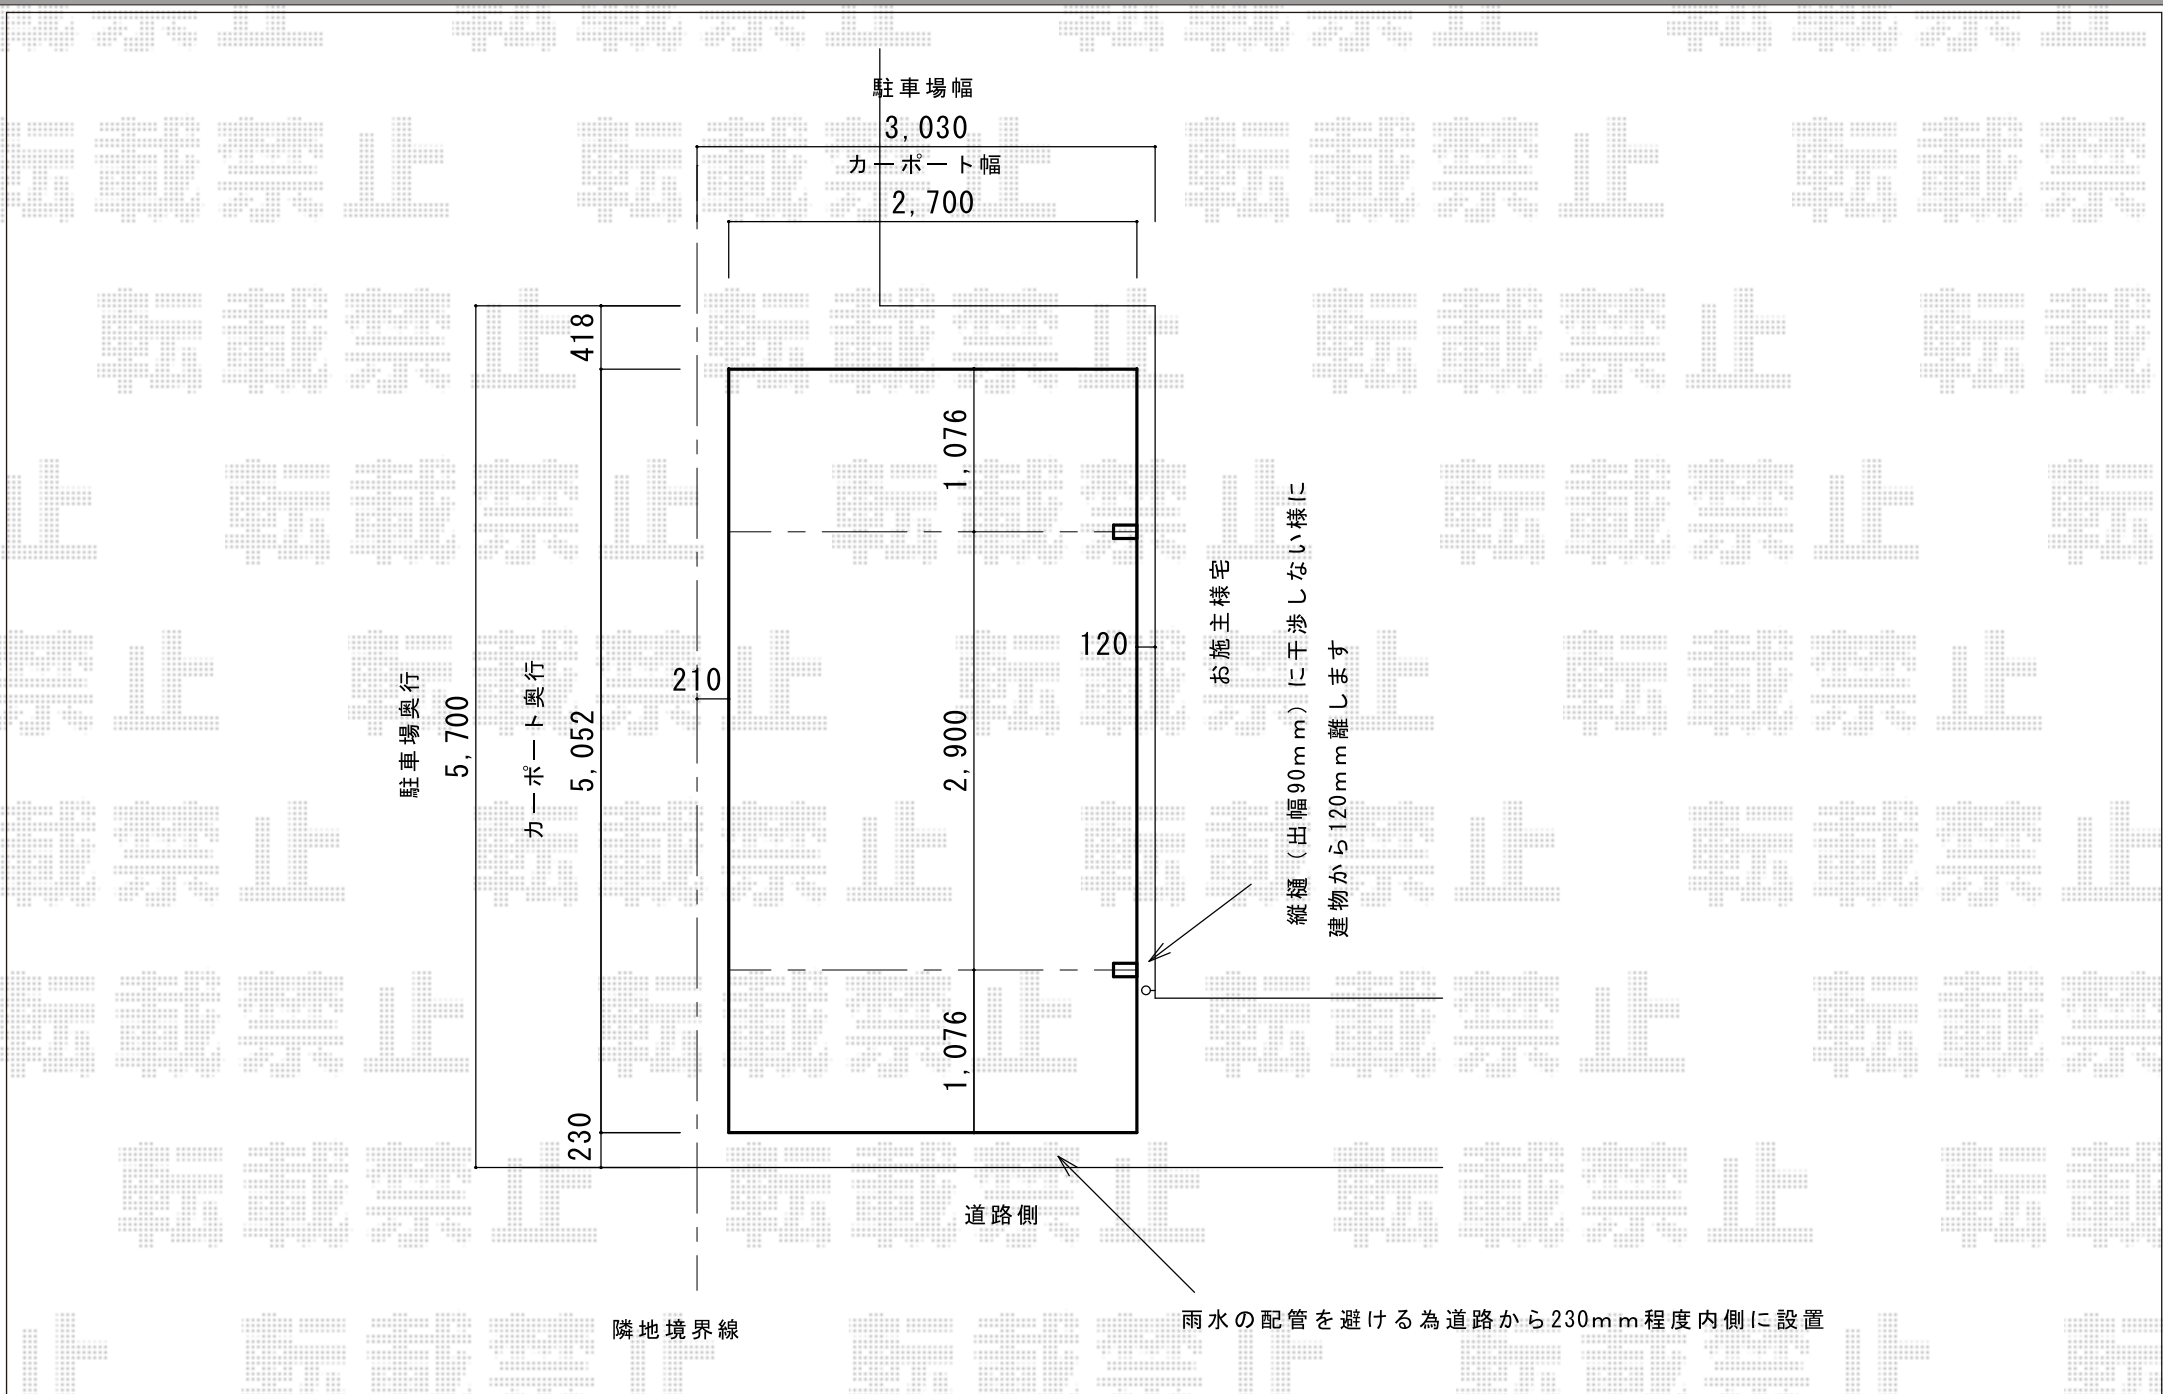 駐車場幅
3,030
カーポート幅
2,700
418
1,076
駐車場奥行
5,700
カーポート奥行
5,052
210
2,900
120
お施主様宅
縦樋（出幅90mm）に干渉しない様に
建物から120mm離します
1,076
230
道路側
隣地境界線
雨水の配管を避ける為道路から230mm程度内側に設置
転載禁止